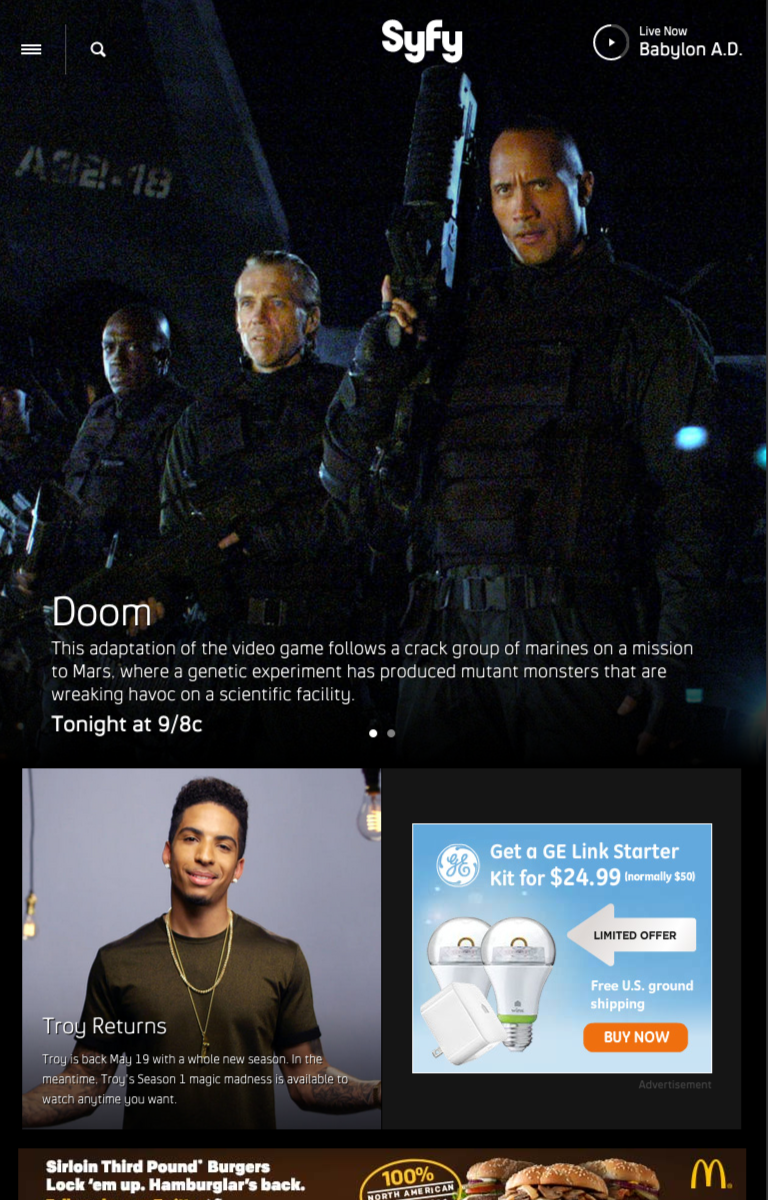 Syfy
Live Now
Babylon A.D.
A32-18
Doom
This adaptation of the video game follows a crack group of marines on a mission
to Mars, where a genetic experiment has produced mutant monsters that are
wreaking havoc on a scientific facility.
Tonight at 9/8c
Troy Returns
Troy is back May 19 with a whole new season. In the
meantime, Troy's Season 1 magic madness is available to
watch anytime you want.
GE
Get a GE Link Starter
Kit for $24.99 (normally $50)
LIMITED OFFER
Free U.S. ground
shipping
BUY NOW
Advertisement
Sirloin Third Pound* Burgers
Lock 'em up. Hamburglar's back.
100%
NORTH AMERICAN